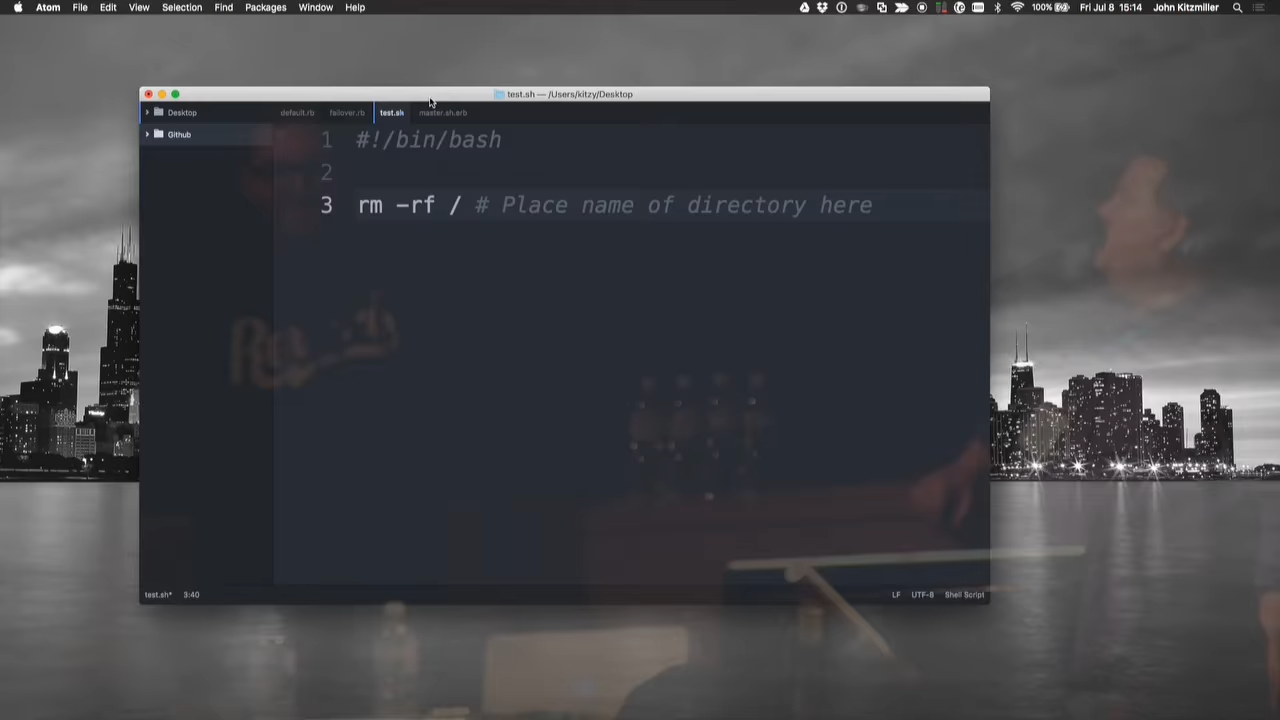 Atom File Edit View Selection Find Packages Window Help 100% Fri Jul 8 15:14 John Kitzmiller
test.sh — /Users/kitzy/Desktop
Desktop default.rb failover.rb test.sh master.sh.erb
Github
1 #!/bin/bash
2
3 rm -rf / # Place name of directory here
test.sh* 3:40 LF UTF-8 Shell Script